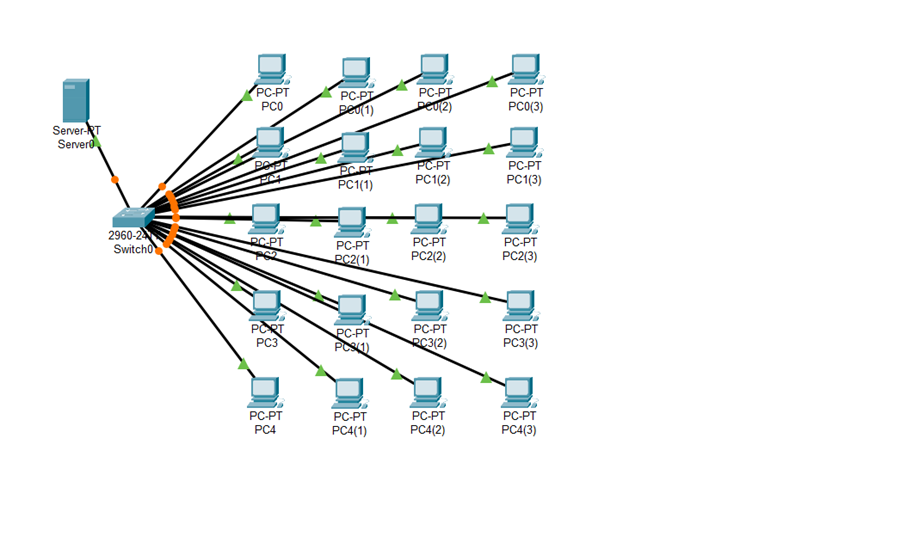 PC-PT
PC0
PC-PT
PC0(1)
PC-PT
PC0(2)
PC-PT
PC0(3)
Server-PT
Server0
PC-PT
PC1
PC-PT
PC1(1)
PC-PT
PC1(2)
PC-PT
PC1(3)
2960-24
Switch0
PC-PT
PC2
PC-PT
PC2(1)
PC-PT
PC2(2)
PC-PT
PC2(3)
PC-PT
PC3
PC-PT
PC3(1)
PC-PT
PC3(2)
PC-PT
PC3(3)
PC-PT
PC4
PC-PT
PC4(1)
PC-PT
PC4(2)
PC-PT
PC4(3)